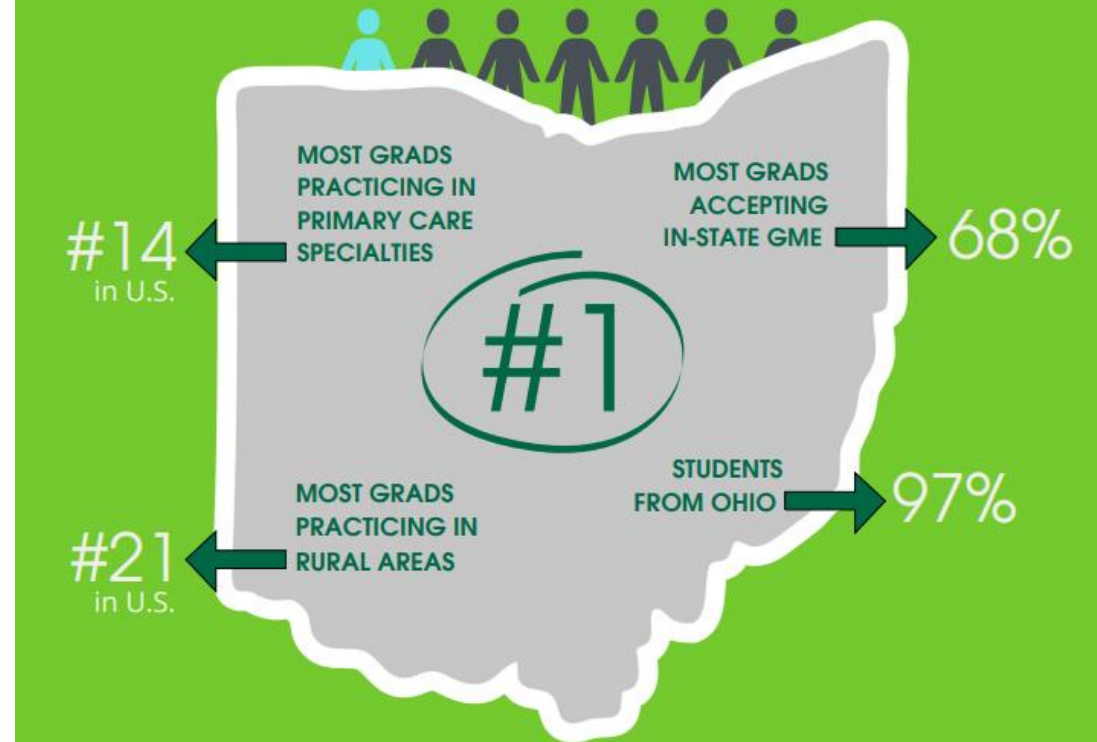 MOST GRADS
PRACTICING IN
PRIMARY CARE
SPECIALTIES
#14
in U.S.
MOST GRADS
ACCEPTING
IN-STATE GME
68%
#1
MOST GRADS
PRACTICING IN
RURAL AREAS
#21
in U.S.
STUDENTS
FROM OHIO
97%